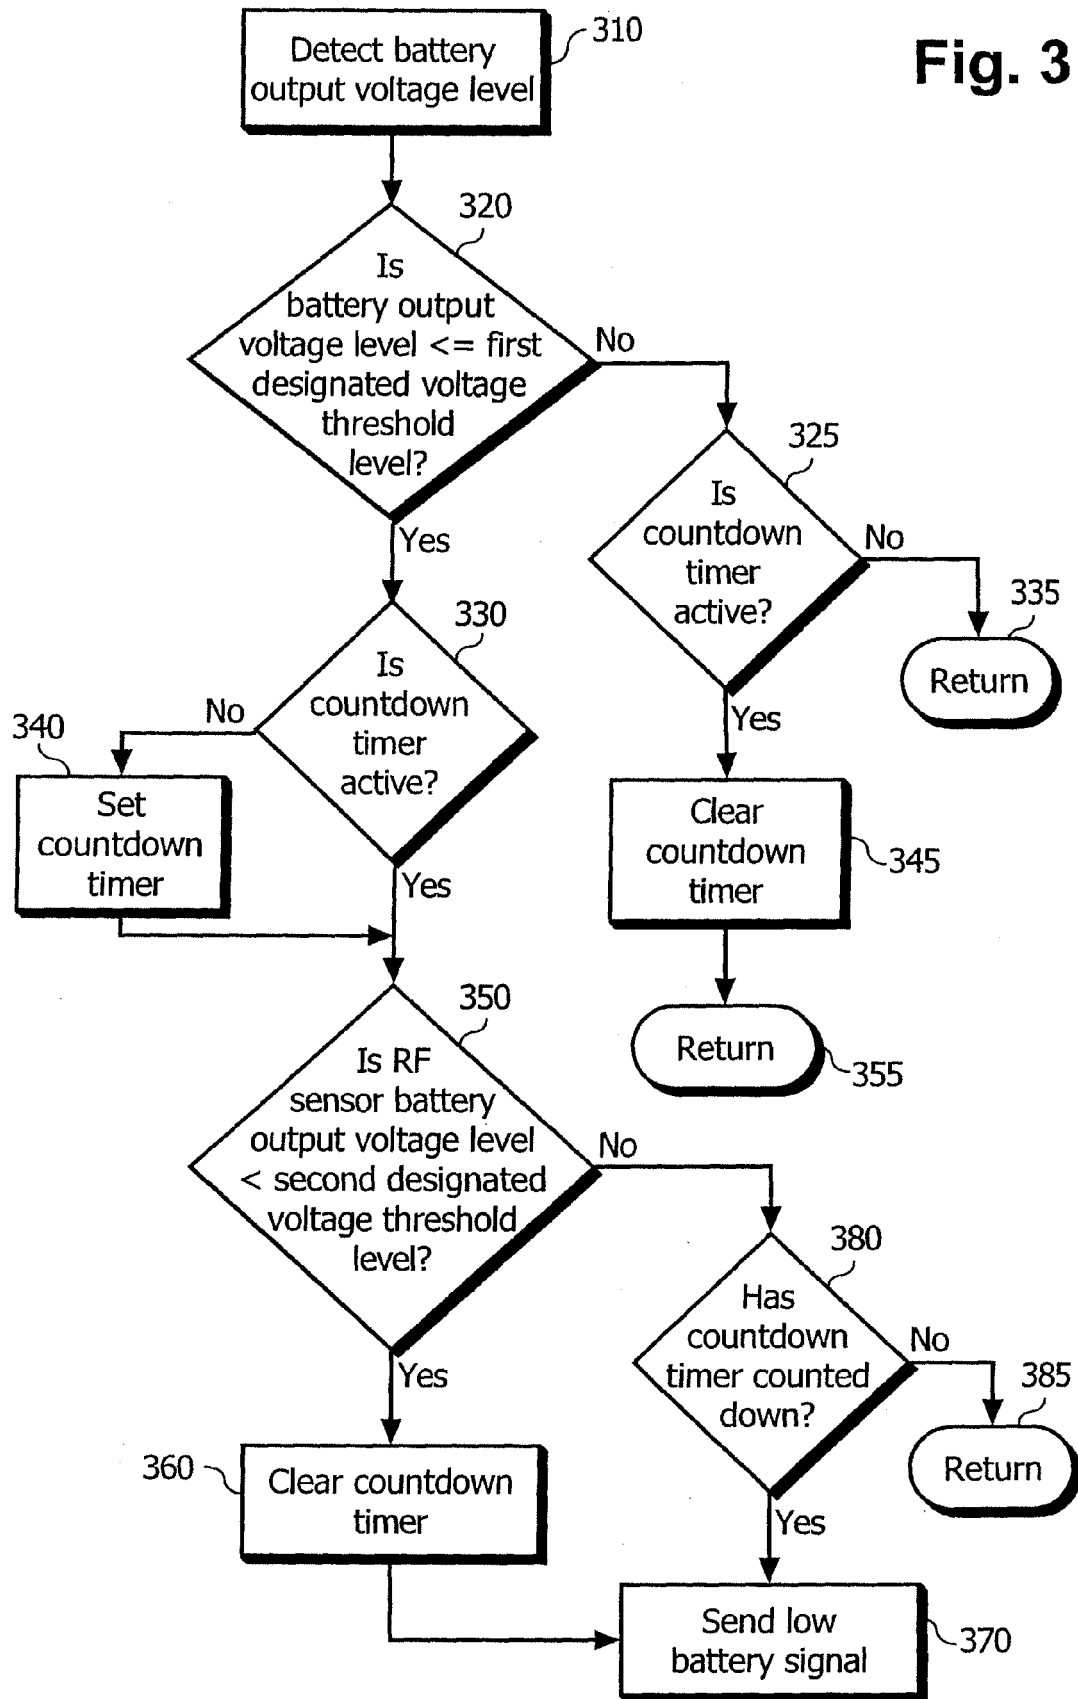 Fig. 3
Detect battery
output voltage level
310
320
Is
battery output
voltage level <= first
designated voltage
threshold
level?
No
Yes
325
Is
countdown
timer
active?
No
Yes
335
Return
330
Is
countdown
timer
active?
No
Yes
340
Set
countdown
timer
Clear
countdown
timer
345
Return
355
350
Is RF
sensor battery
output voltage level
< second designated
voltage threshold
level?
No
Yes
380
Has
countdown
timer counted
down?
No
Yes
385
Return
360
Clear countdown
timer
Send low
battery signal
370